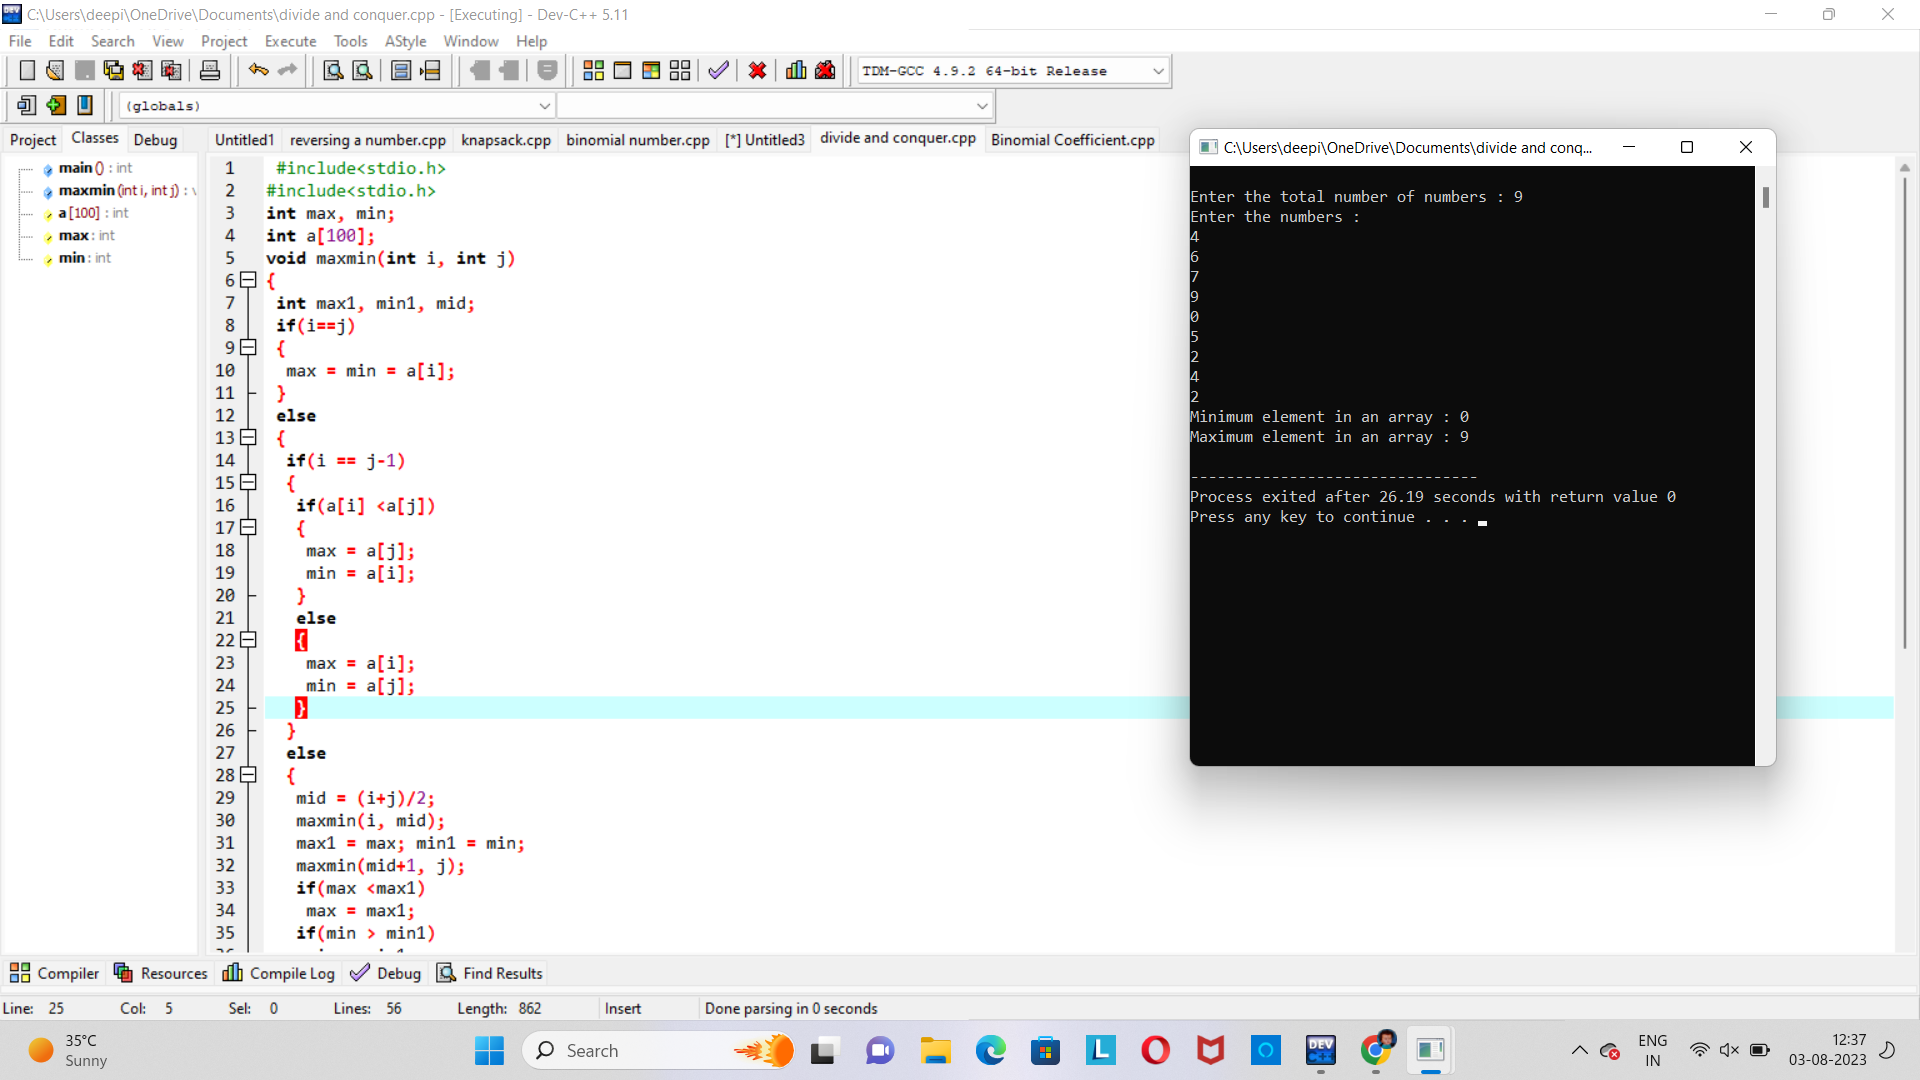 C:\Users\deepi\OneDrive\Documents\divide and conquer.cpp - [Executing] - Dev-C++ 5.11
File Edit Search View Project Execute Tools AStyle Window Help
TDM-GCC 4.9.2 64-bit Release
(globals)
Project Classes Debug
Untitled1 reversing a number.cpp knapsack.cpp binomial number.cpp [*] Untitled3 divide and conquer.cpp Binomial Coefficient.cpp
main () : int
maxmin (int i, int j) : v
a [100] : int
max : int
min : int
1 #include<stdio.h>
2 #include<stdio.h>
3 int max, min;
4 int a[100];
5 void maxmin(int i, int j)
6 {
7 int max1, min1, mid;
8 if(i==j)
9 {
10 max = min = a[i];
11 }
12 else
13 {
14 if(i == j-1)
15 {
16 if(a[i] <a[j])
17 {
18 max = a[j];
19 min = a[i];
20 }
21 else
22 {
23 max = a[i];
24 min = a[j];
25 }
26 }
27 else
28 {
29 mid = (i+j)/2;
30 maxmin(i, mid);
31 max1 = max; min1 = min;
32 maxmin(mid+1, j);
33 if(max <max1)
34 max = max1;
35 if(min > min1)
C:\Users\deepi\OneDrive\Documents\divide and conq...
Enter the total number of numbers : 9
Enter the numbers :
4
6
7
9
0
5
2
4
2
Minimum element in an array : 0
Maximum element in an array : 9
--------------------------------
Process exited after 26.19 seconds with return value 0
Press any key to continue . . .
Compiler Resources Compile Log Debug Find Results
Line: 25 Col: 5 Sel: 0 Lines: 56 Length: 862 Insert Done parsing in 0 seconds
35°C
Sunny
Search
DEV
L
ENG
IN
12:37
03-08-2023